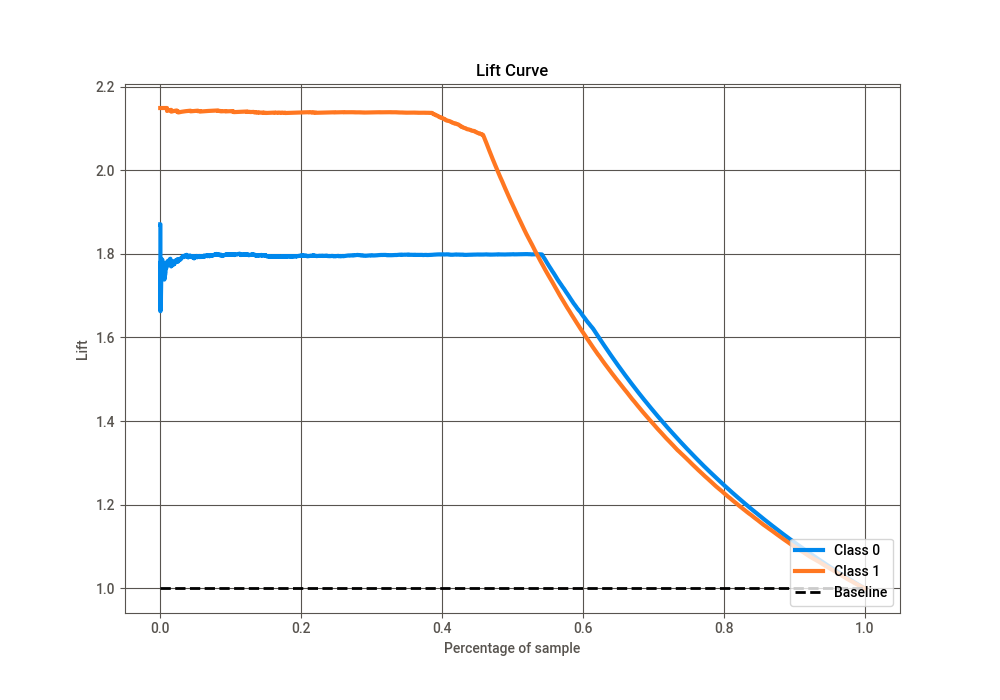 Lift Curve
2.2
2.0
1.8
1.6
1.4
1.2
1.0
Lift
0.0 0.2 0.4 0.6 0.8 1.0
Percentage of sample
Class 0
Class 1
Baseline